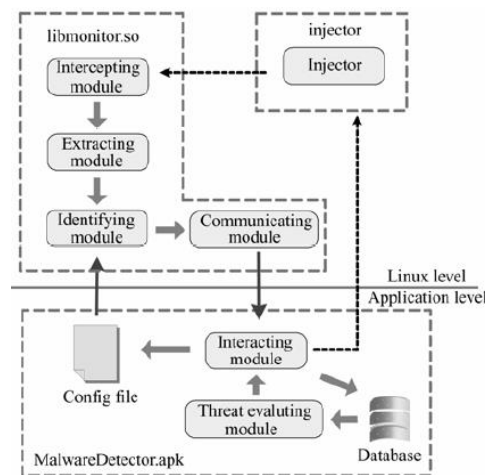 injector
libmonitor.so
Injector
Intercepting
module
Extracting
module
Identifying
module
Communicating
module
Linux level
Application level
Interacting
module
Config file
Threat evaluting
module
Database
MalwareDetector.apk